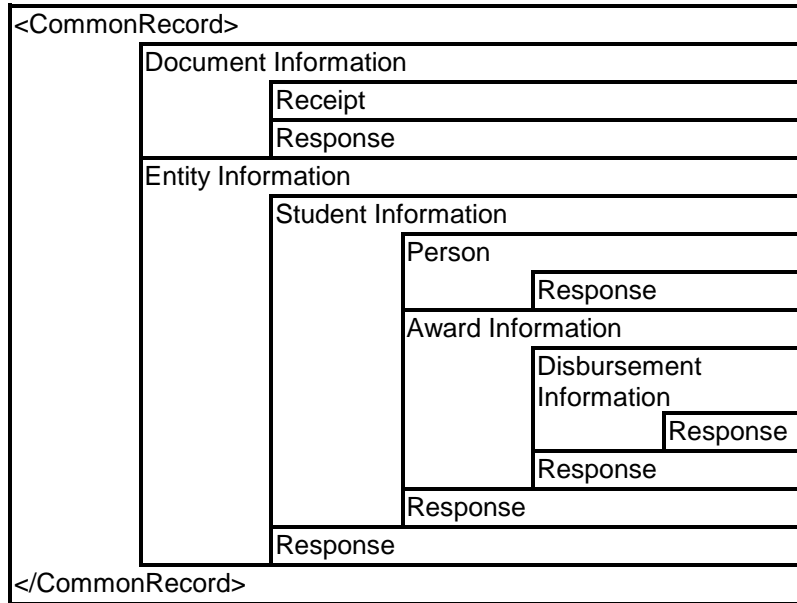 <CommonRecord>
Document Information
Receipt
Response
Entity Information
Student Information
Person
Response
Award Information
Disbursement
Information
Response
Response
Response
Response
</CommonRecord>